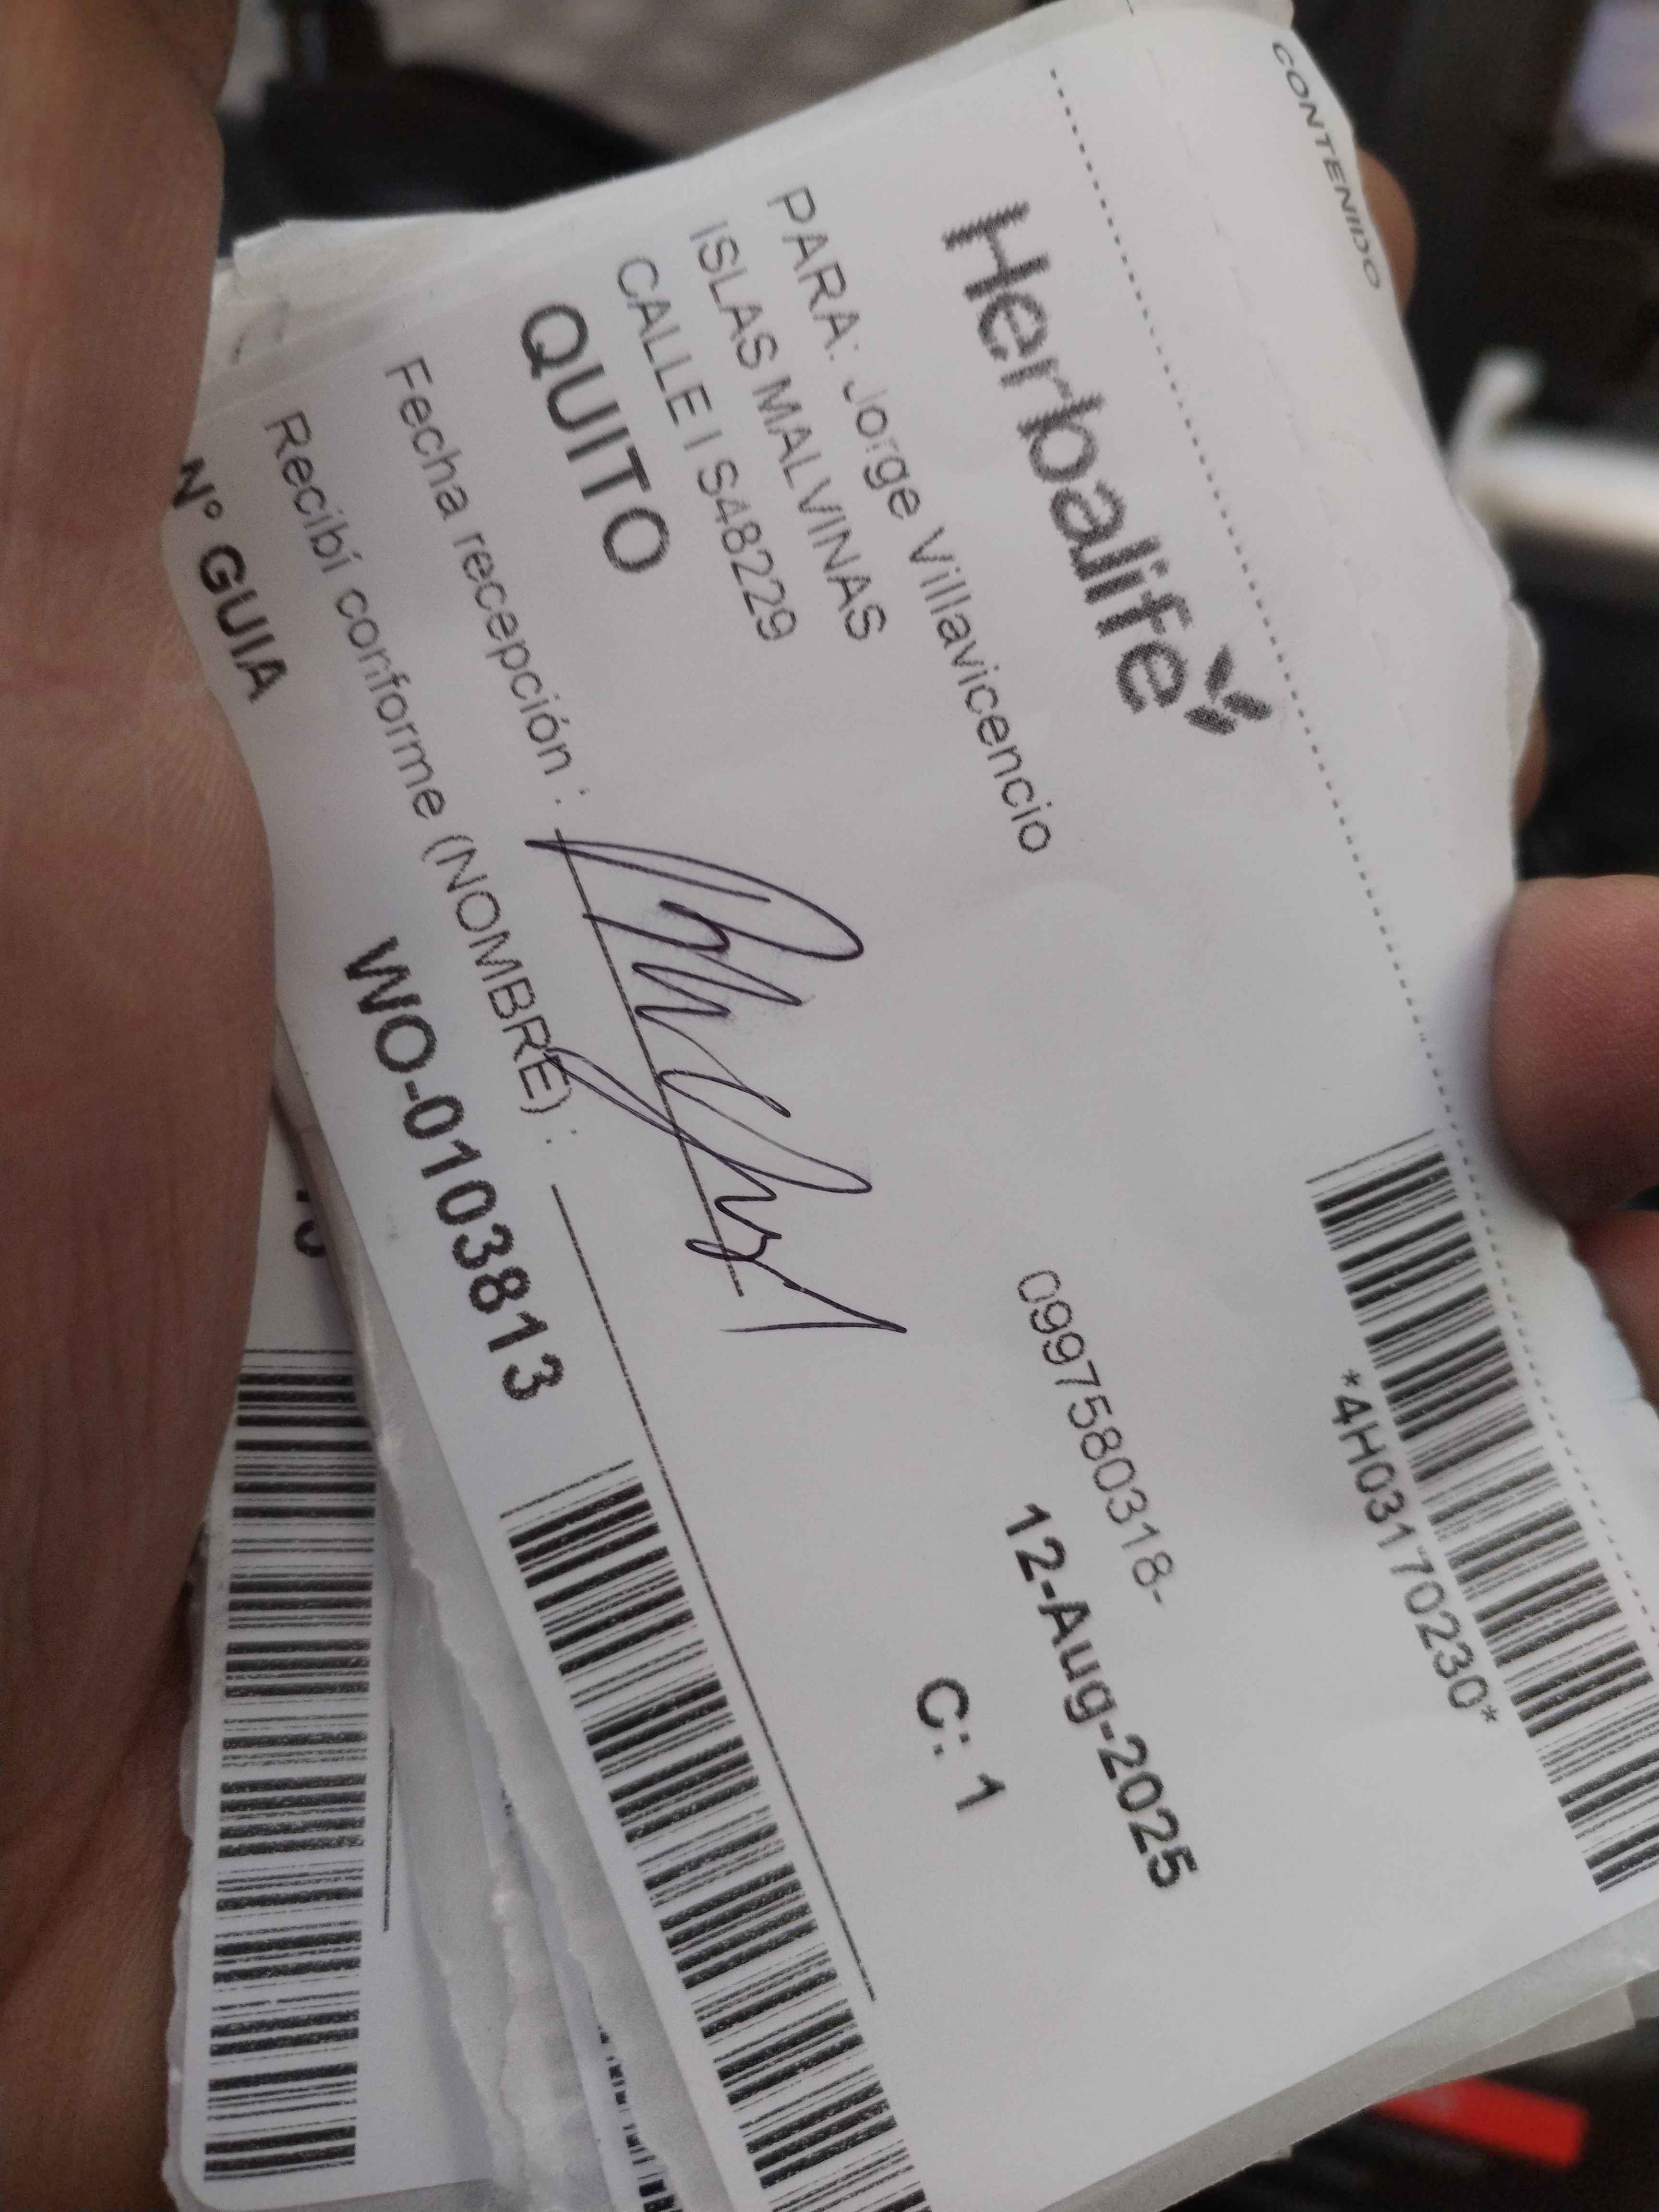 CONTENIDO
Herbalife
*4H03170230*
PARA: Jorge Villavicencio
0997580318-
ISLAS MALVINAS
12-Aug-2025
CALLE I S48229
QUITO
C: 1
Fecha recepción :
Recibí conforme (NOMBRE) :
N° GUIA
WO-0103813